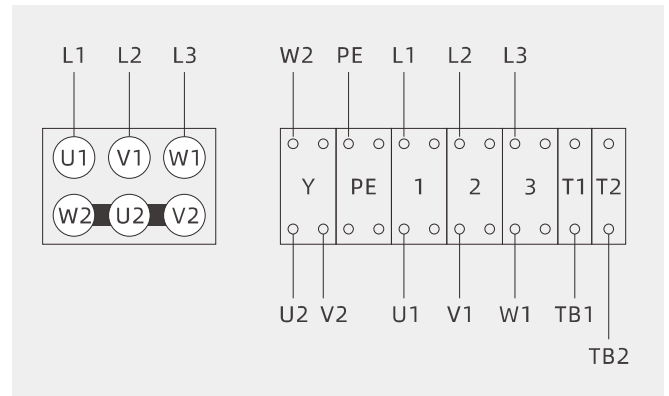 L1 L2 L3
U1 V1 W1
W2 U2 V2
W2 PE L1 L2 L3
Y PE 1 2 3 T1 T2
U2 V2 U1 V1 W1 TB1
TB2